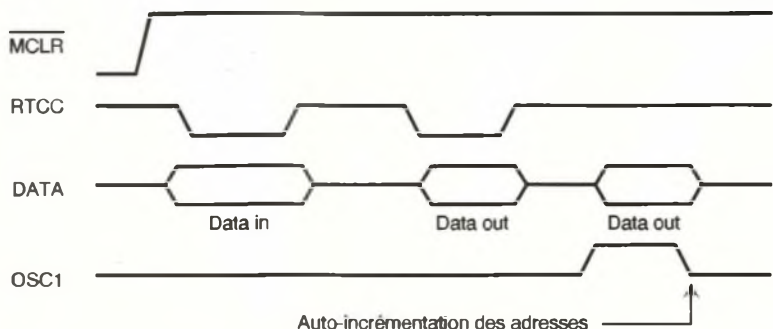 MCLR
RTCC
DATA
Data in
Data out
Data out
OSC1
Auto-incrémentation des adresses